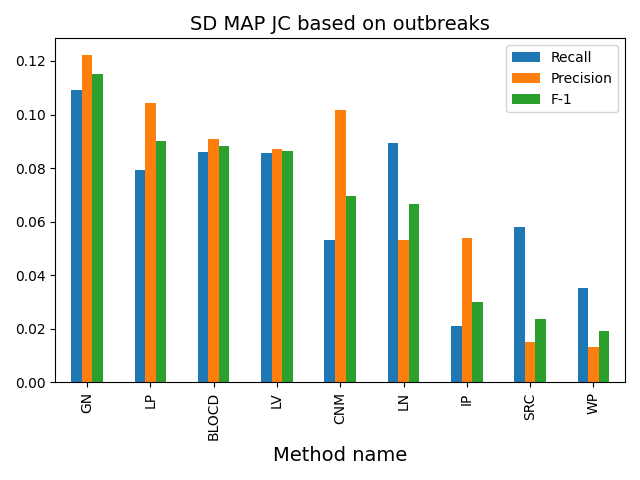 SD MAP JC based on outbreaks
Recall
Precision
F-1
0.12
0.10
0.08
0.06
0.04
0.02
0.00
GN LP BLOCD LV CNM LN IP SRC WP
Method name